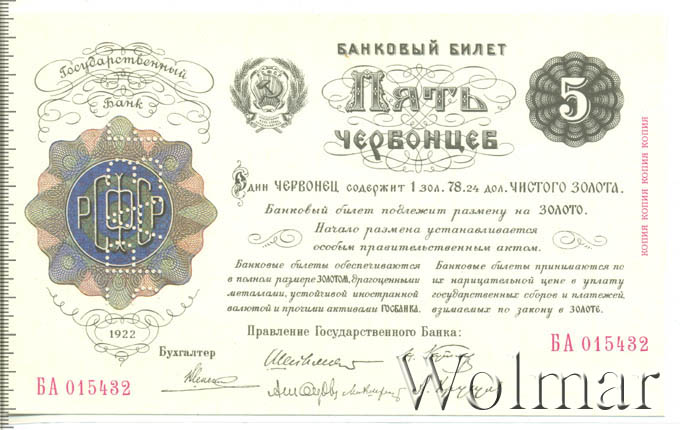 Государственный
Банк
РСФСР
1922
БАНКОВЫЙ БИЛЕТ
ПЯТЬ
ЧЕРВОНЦЕВ
5
Один ЧЕРВОНЕЦ содержит 1 зол. 78.24 дол. ЧИСТОГО ЗОЛОТА.
Банковый билет подлежит размену на ЗОЛОТО.
Начало размена устанавливается
особым правительственным актом.
Банковые билеты обеспечиваются
в полном размере ЗОЛОТОМ, драгоценными
металлами, устойчивой иностранной
валютой и прочими активами ГОСБАНКА.
Банковые билеты принимаются по
их нарицательной цене в уплату
государственных сборов и платежей,
взимаемых по закону в ЗОЛОТЕ.
Правление Государственного Банка:
Бухгалтер
БА 015432
БА 015432
КОПИЯ КОПИЯ КОПИЯ КОПИЯ
Wolmar